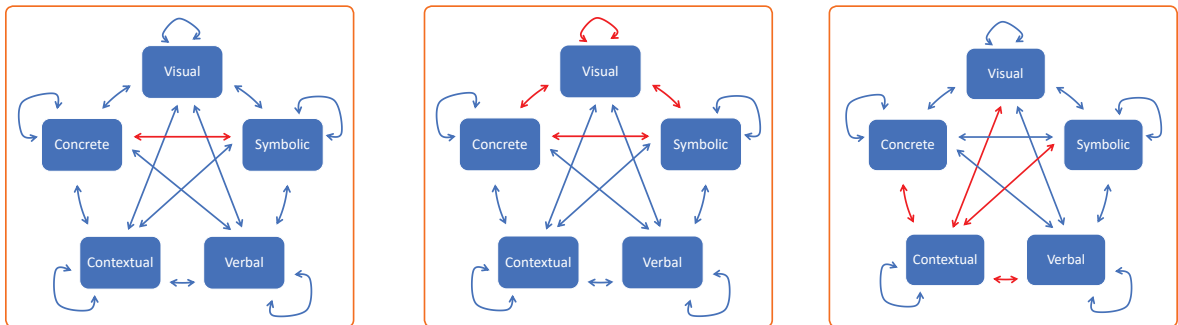 Visual
Concrete
Symbolic
Contextual
Verbal
Visual
Concrete
Symbolic
Contextual
Verbal
Visual
Concrete
Symbolic
Contextual
Verbal